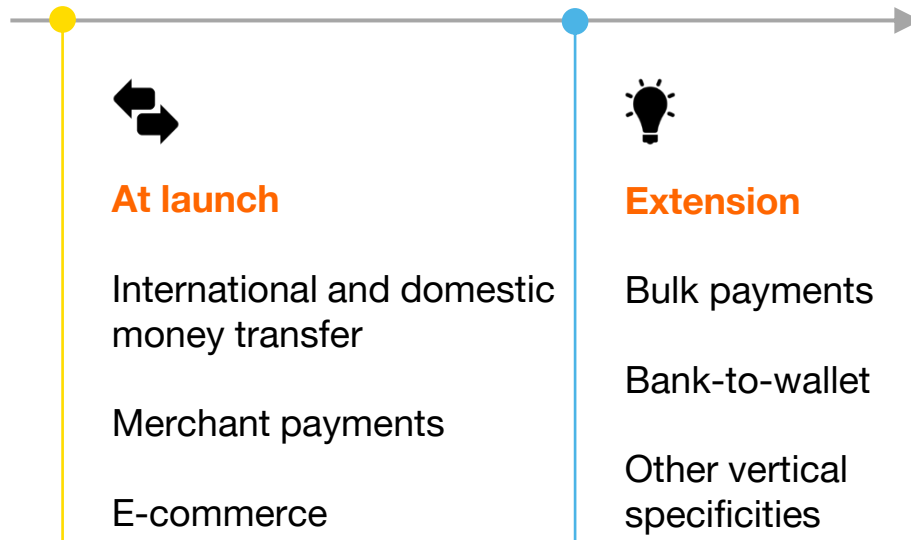 At launch
International and domestic
money transfer
Merchant payments
E-commerce
Extension
Bulk payments
Bank-to-wallet
Other vertical
specificities